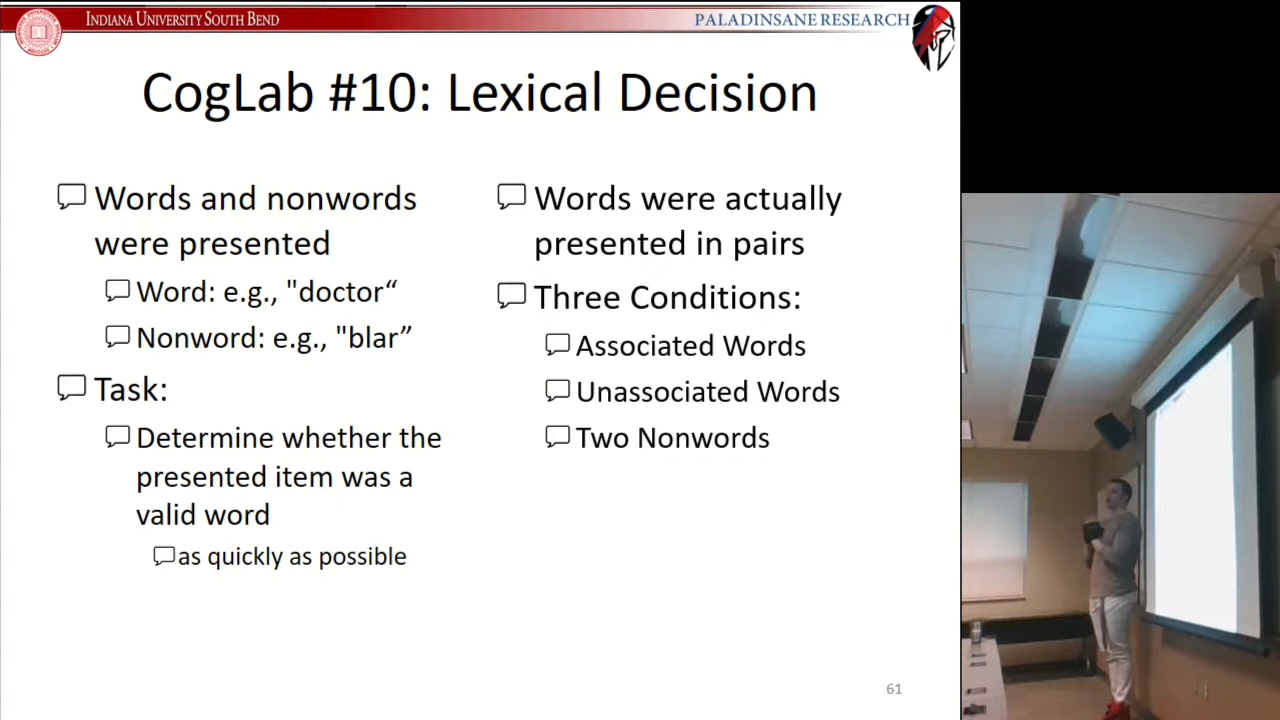 INDIANA UNIVERSITY SOUTH BEND
PALADINSANE RESEARCH
CogLab #10: Lexical Decision
Words and nonwords
were presented
Word: e.g., "doctor“
Nonword: e.g., "blar”
Task:
Determine whether the
presented item was a
valid word
as quickly as possible
Words were actually
presented in pairs
Three Conditions:
Associated Words
Unassociated Words
Two Nonwords
61